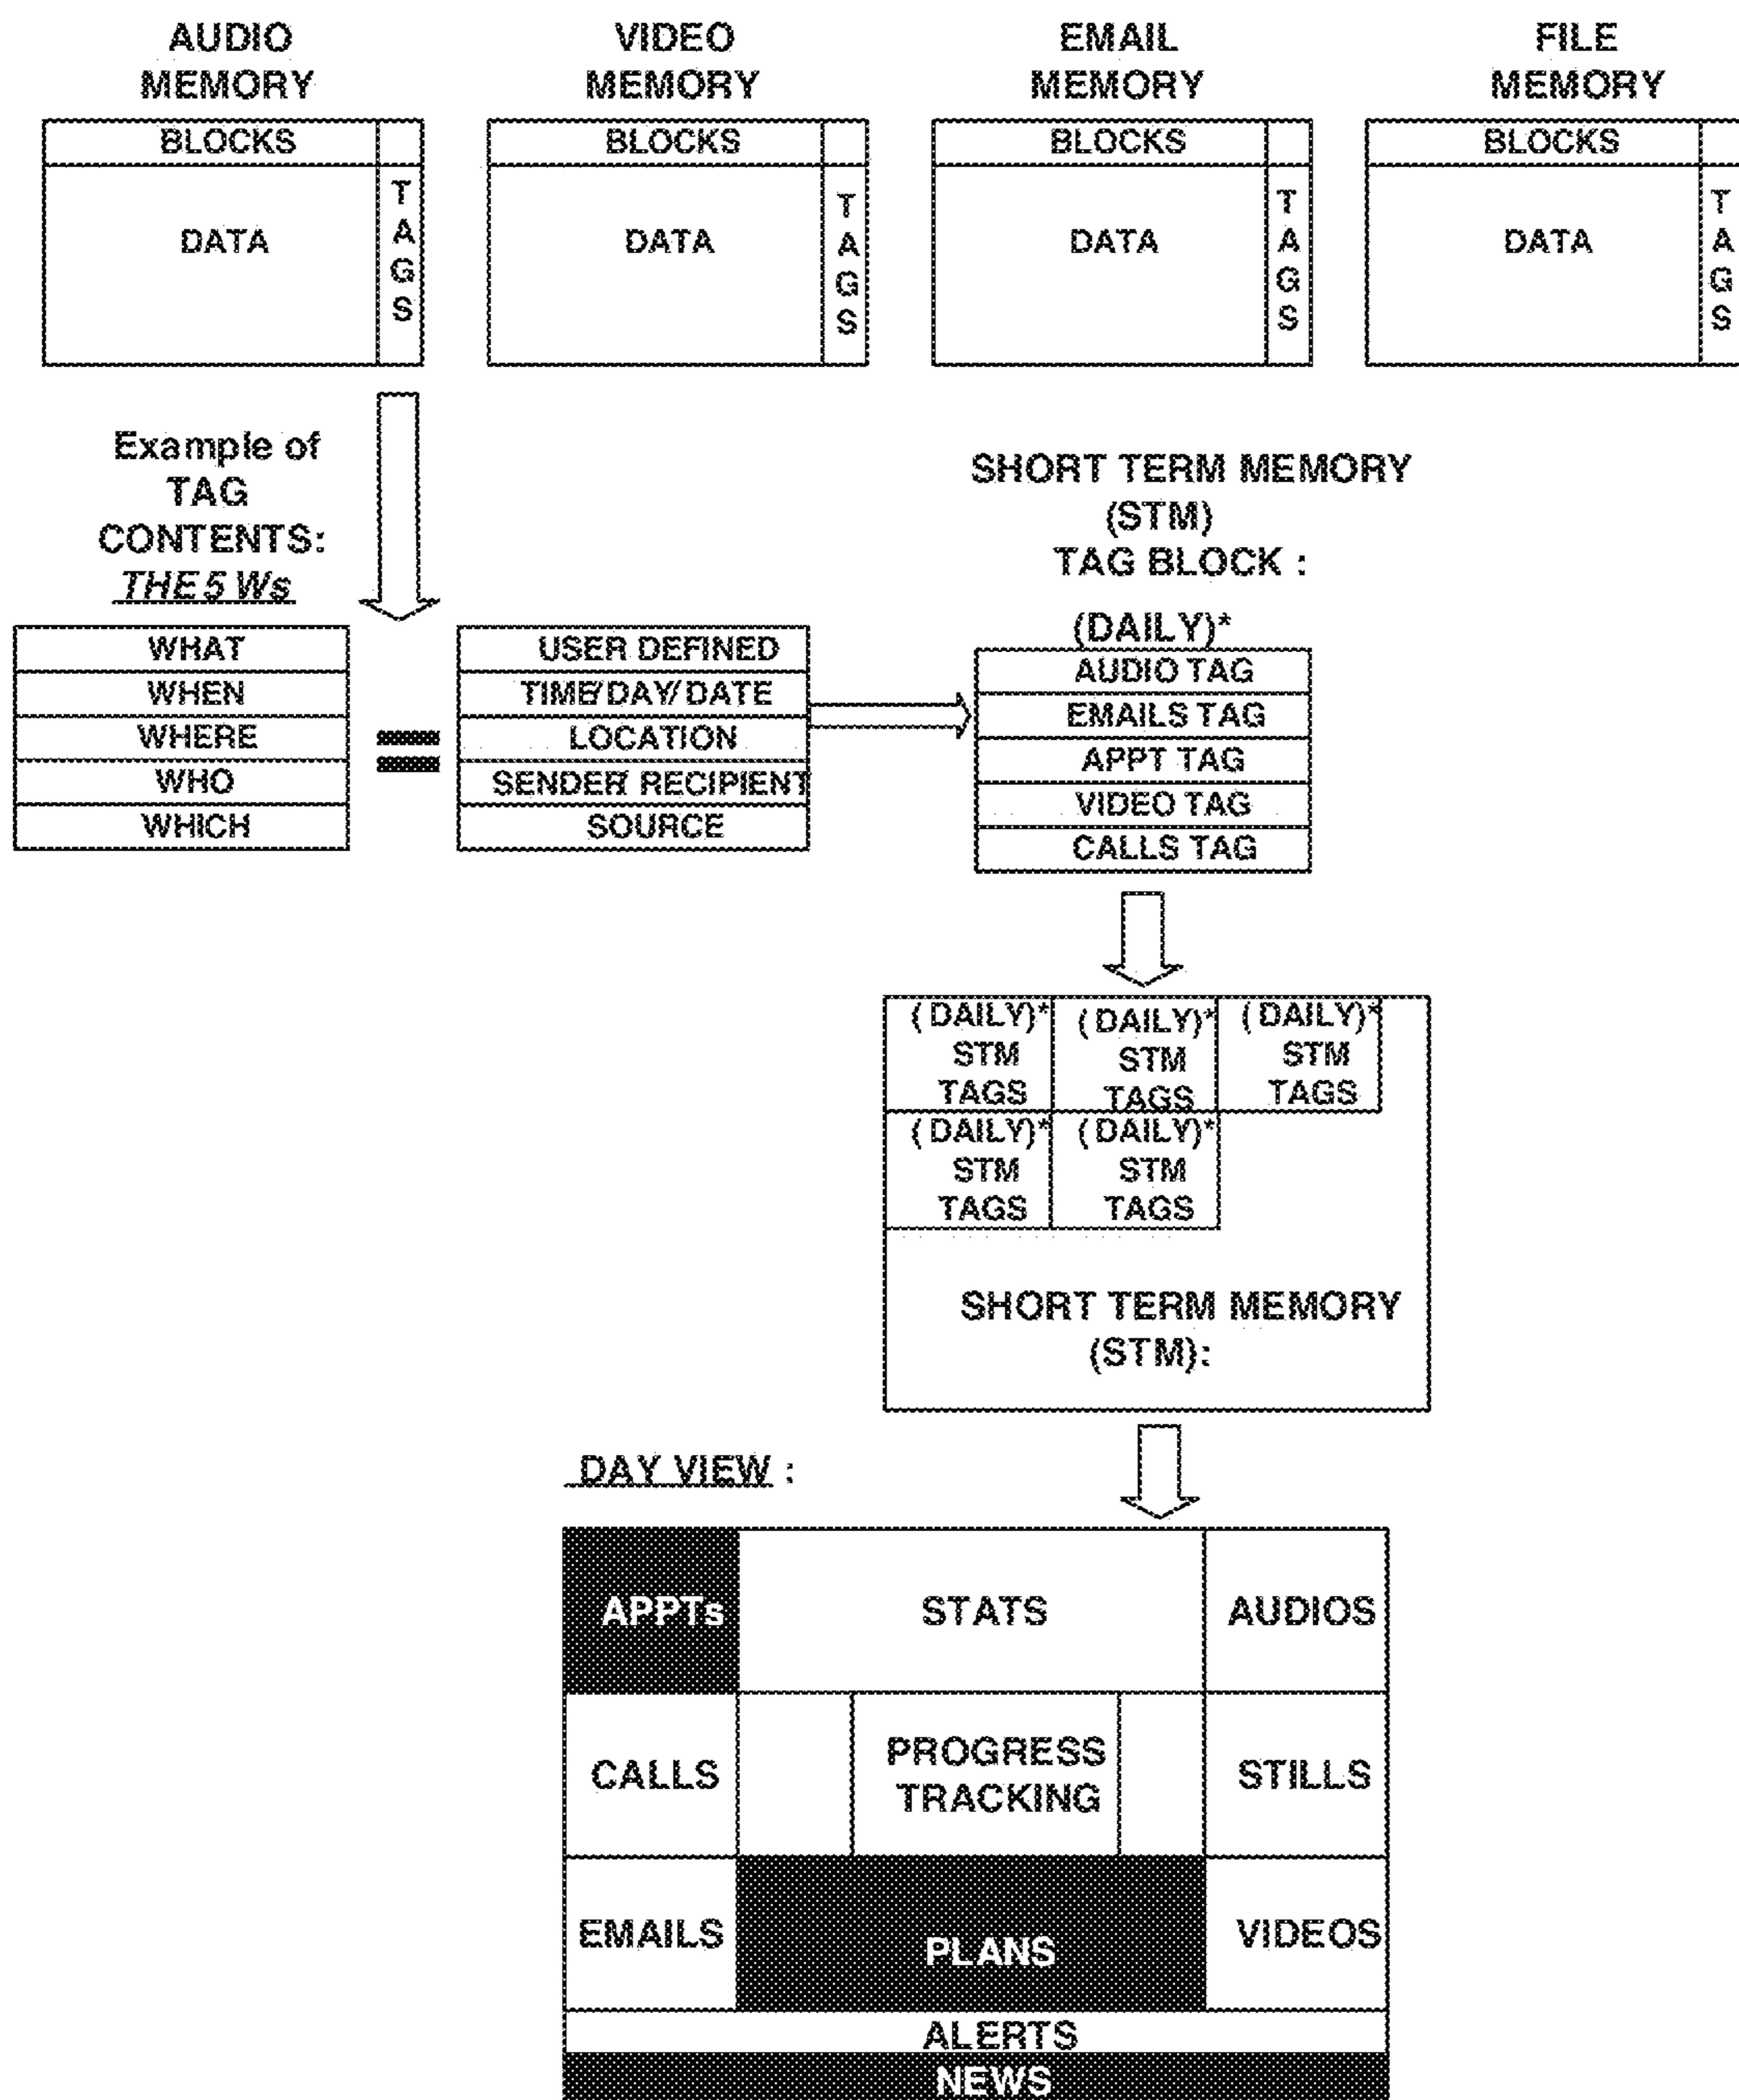 AUDIO
MEMORY
VIDEO
MEMORY
EMAIL
MEMORY
FILE
MEMORY
BLOCKS
DATA
TAGS
BLOCKS
DATA
TAGS
BLOCKS
DATA
TAGS
BLOCKS
DATA
TAGS
Example of
TAG
CONTENTS:
THE 5 Ws
WHAT
WHEN
WHERE
WHO
WHICH
=
USER DEFINED
TIME/DAY/DATE
LOCATION
SENDER/ RECIPIENT
SOURCE
SHORT TERM MEMORY
(STM)
TAG BLOCK :
(DAILY)*
AUDIO TAG
EMAILS TAG
APPT TAG
VIDEO TAG
CALLS TAG
(DAILY)*
STM
TAGS
(DAILY)*
STM
TAGS
(DAILY)*
STM
TAGS
(DAILY)*
STM
TAGS
(DAILY)*
STM
TAGS
SHORT TERM MEMORY
(STM):
DAY VIEW :
APPTs
STATS
AUDIOS
CALLS
PROGRESS
TRACKING
STILLS
EMAILS
PLANS
VIDEOS
ALERTS
NEWS